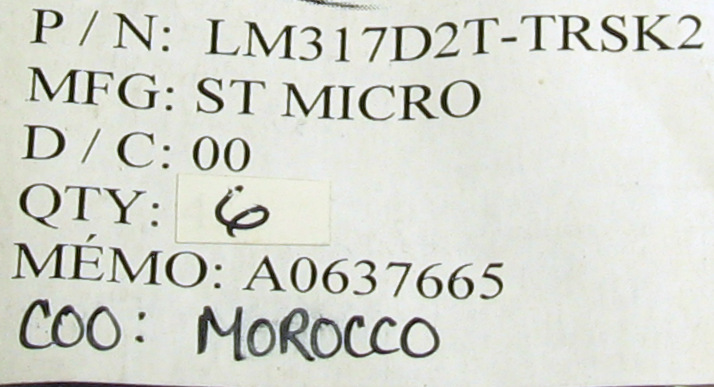 P / N: LM317D2T-TRSK2
MFG: ST MICRO
D / C: 00
QTY: 6
MÉMO: A0637665
COO: MOROCCO